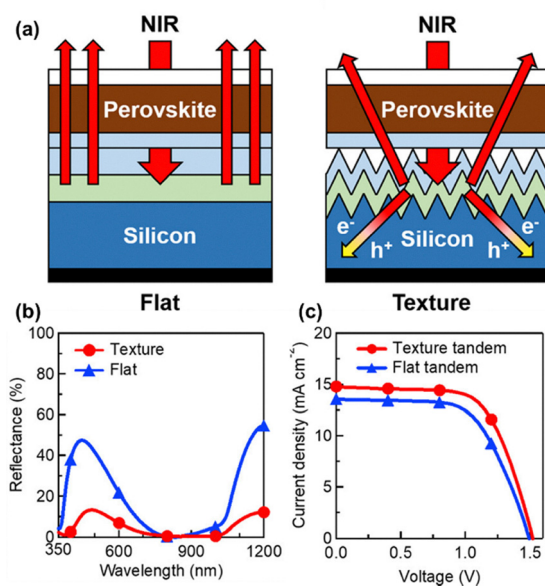 (a)
NIR
NIR
Perovskite
Perovskite
Silicon
e-
h+
Silicon
e-
h+
Flat
Texture
(b)
100
80
60
40
20
0
Reflectance (%)
Texture
Flat
350
600
900
1200
Wavelength (nm)
(c)
20
15
10
5
0
Current density (mA cm-2)
Texture tandem
Flat tandem
0.0
0.5
1.0
1.5
Voltage (V)